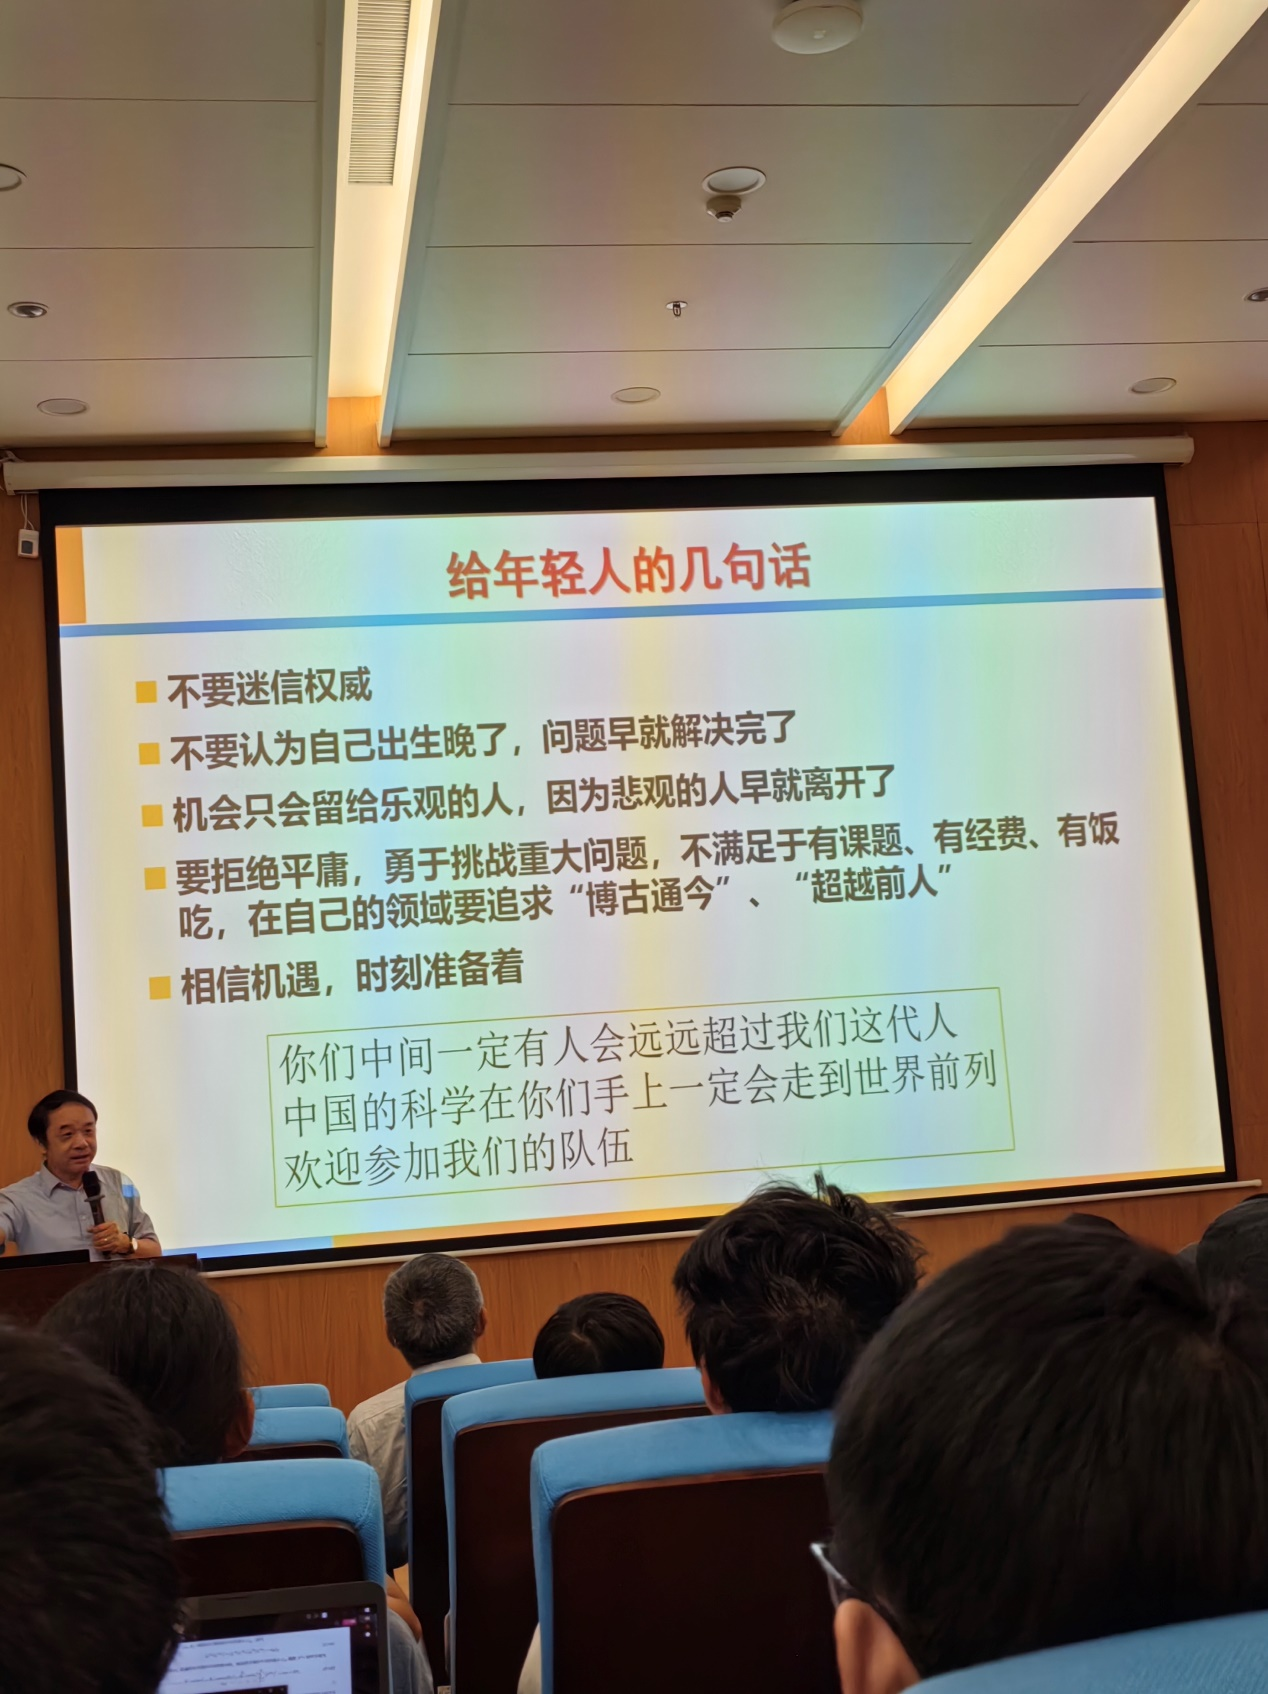 给年轻人的几句话
不要迷信权威
不要认为自己出生晚了，问题早就解决完了
机会只会留给乐观的人，因为悲观的人早就离开了
要拒绝平庸，勇于挑战重大问题，不满足于有课题、有经费、有饭
吃，在自己的领域要追求“博古通今”、“超越前人”
相信机遇，时刻准备着
你们中间一定有人会远远超过我们这代人
中国的科学在你们手上一定会走到世界前列
欢迎参加我们的队伍